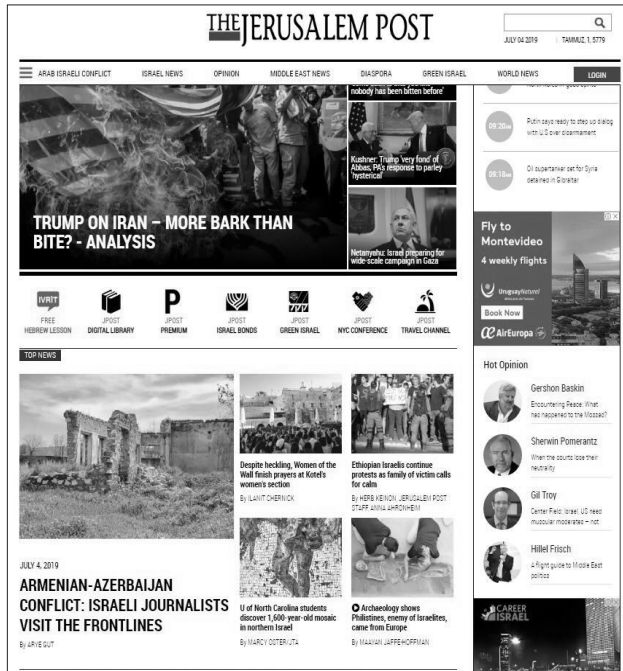 THE JERUSALEM POST
JULY 04 2019 | TAMMUZ, 1, 5779
ARAB ISRAELI CONFLICT ISRAEL NEWS OPINION MIDDLE EAST NEWS DIASPORA GREEN ISRAEL WORLD NEWS LOGIN
nobody has been bitten before'
Kushner: Trump 'very fond' of
Abbas, PA's response to parley
'hysterical'
TRUMP ON IRAN – MORE BARK THAN
BITE? - ANALYSIS
Netanyahu: Israel preparing for
wide-scale campaign in Gaza
09:20AM
Putin says ready to step up dialog
with U.S over disarmament
09:18AM
Oil supertanker set for Syria
detained in Gibraltar
Fly to
Montevideo
4 weekly flights
UruguayNatural
Book Now
AirEuropa
IVRIT
FREE
HEBREW LESSON
JPOST
DIGITAL LIBRARY
P
JPOST
PREMIUM
JPOST
ISRAEL BONDS
JPOST
GREEN ISRAEL
JPOST
NYC CONFERENCE
JPOST
TRAVEL CHANNEL
TOP NEWS
JULY 4, 2019
ARMENIAN-AZERBAIJAN
CONFLICT: ISRAELI JOURNALISTS
VISIT THE FRONTLINES
By ARYE GUT
Despite heckling, Women of the
Wall finish prayers at Kotel's
women's section
By ILANIT CHERNICK
Ethiopian Israelis continue
protests as family of victim calls
for calm
By HERB KEINON, JERUSALEM POST
STAFF, ANNA AHRONHEIM
U of North Carolina students
discover 1,600-year-old mosaic
in northern Israel
By MARCY OSTER/JTA
Archaeology shows
Philistines, enemy of Israelites,
came from Europe
By MAAYAN JAFFE-HOFFMAN
Hot Opinion
Gershon Baskin
Encountering Peace: What
has happened to the Mossad?
Sherwin Pomerantz
When the courts lose their
neutrality
Gil Troy
Center Field: Israel, US need
muscular moderates – not
Hillel Frisch
A flight guide to Middle East
politics
CAREER
ISRAEL